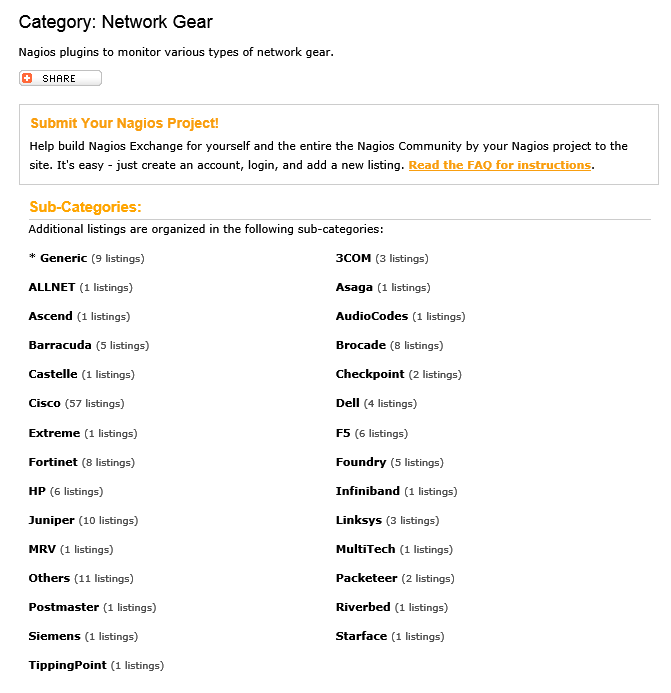 Category: Network Gear
Nagios plugins to monitor various types of network gear.
SHARE
Submit Your Nagios Project!
Help build Nagios Exchange for yourself and the entire the Nagios Community by your Nagios project to the
site. It's easy - just create an account, login, and add a new listing. Read the FAQ for instructions.
Sub-Categories:
Additional listings are organized in the following sub-categories:
* Generic (9 listings) 3COM (3 listings)
ALLNET (1 listings) Asaga (1 listings)
Ascend (1 listings) AudioCodes (1 listings)
Barracuda (5 listings) Brocade (8 listings)
Castelle (1 listings) Checkpoint (2 listings)
Cisco (57 listings) Dell (4 listings)
Extreme (1 listings) F5 (6 listings)
Fortinet (8 listings) Foundry (5 listings)
HP (6 listings) Infiniband (1 listings)
Juniper (10 listings) Linksys (3 listings)
MRV (1 listings) MultiTech (1 listings)
Others (11 listings) Packeteer (2 listings)
Postmaster (1 listings) Riverbed (1 listings)
Siemens (1 listings) Starface (1 listings)
TippingPoint (1 listings)